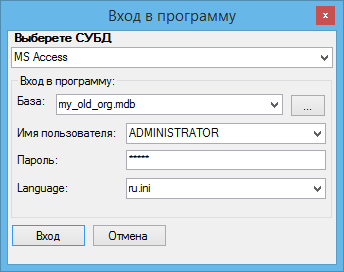 Вход в программу
x
Выберете СУБД
MS Access
Вход в программу:
База: my_old_org.mdb ...
Имя пользователя: ADMINISTRATOR
Пароль: *****
Language: ru.ini
Вход Отмена